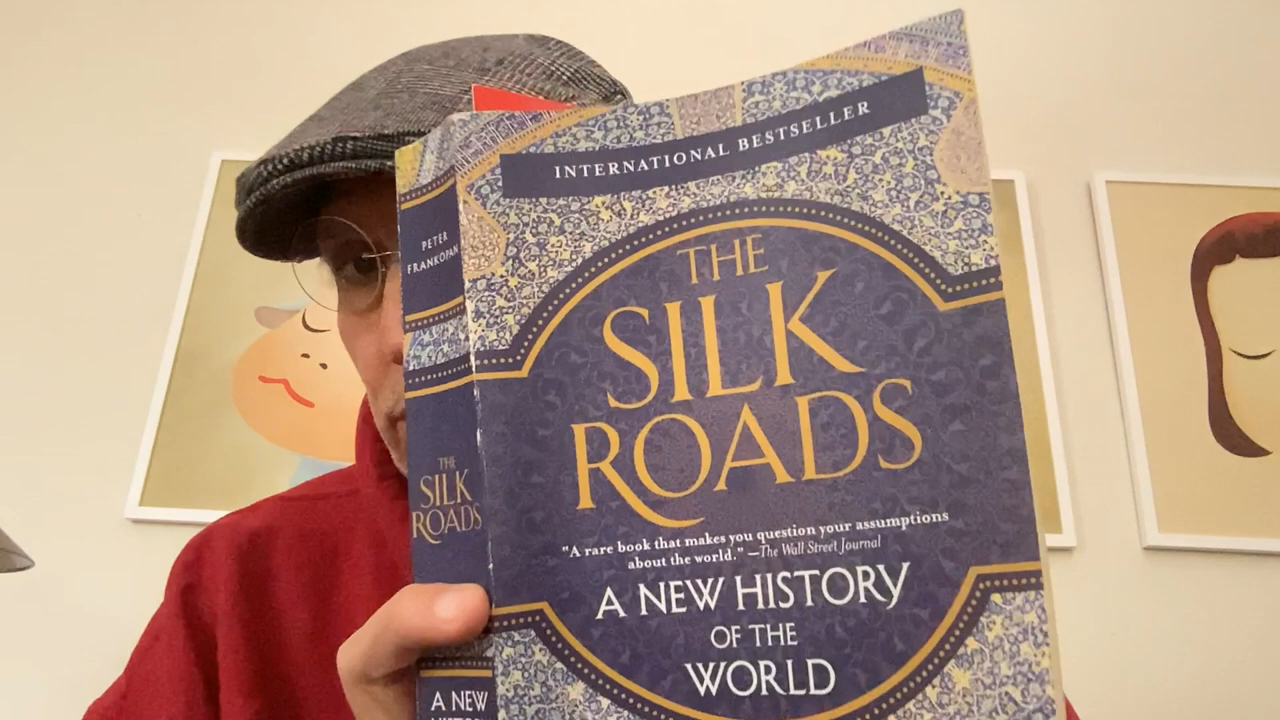 INTERNATIONAL BESTSELLER
THE
SILK
ROADS
"A rare book that makes you question your assumptions
about the world." —The Wall Street Journal
A NEW HISTORY
OF THE
WORLD
PETER
FRANKOPAN
THE
SILK
ROADS
A NEW
HISTORY